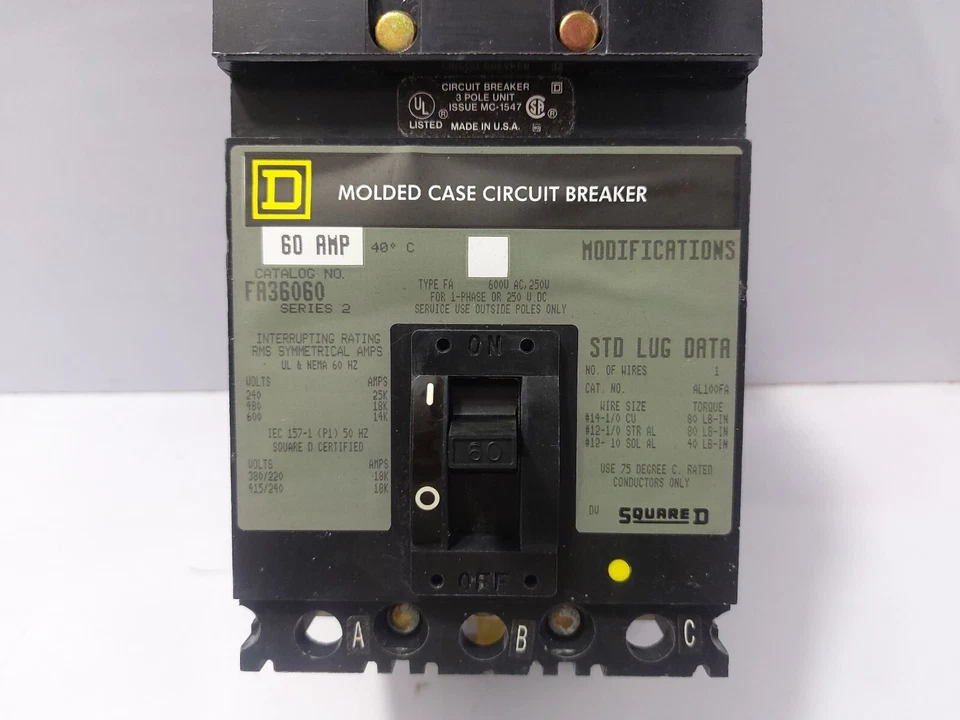 CIRCUIT BREAKER
3 POLE UNIT
ISSUE MC-1547
UL ® SA ®
LISTED MADE IN U.S.A.
D MOLDED CASE CIRCUIT BREAKER
60 AMP 40° C
CATALOG NO.
FA36060
SERIES 2
INTERRUPTING RATING
RMS SYMMETRICAL AMPS
UL & NEMA 60 HZ
VOLTS AMPS
240 25K
480 18K
600 14K
IEC 157-1 (P1) 50 HZ
SQUARE D CERTIFIED
VOLTS AMPS
380/220 18K
415/240 18K
TYPE FA 600V AC, 250V
FOR 1-PHASE OR 250 V DC
SERVICE USE OUTSIDE POLES ONLY
ON
I
60
O
OFF
MODIFICATIONS
STD LUG DATA
NO. OF WIRES 1
CAT. NO. AL100FA
WIRE SIZE TORQUE
#14-1/0 CU 80 LB-IN
#12-1/0 STR AL 80 LB-IN
#12- 10 SOL AL 40 LB-IN
USE 75 DEGREE C. RATED
CONDUCTORS ONLY
DW SQUARE D
A B C